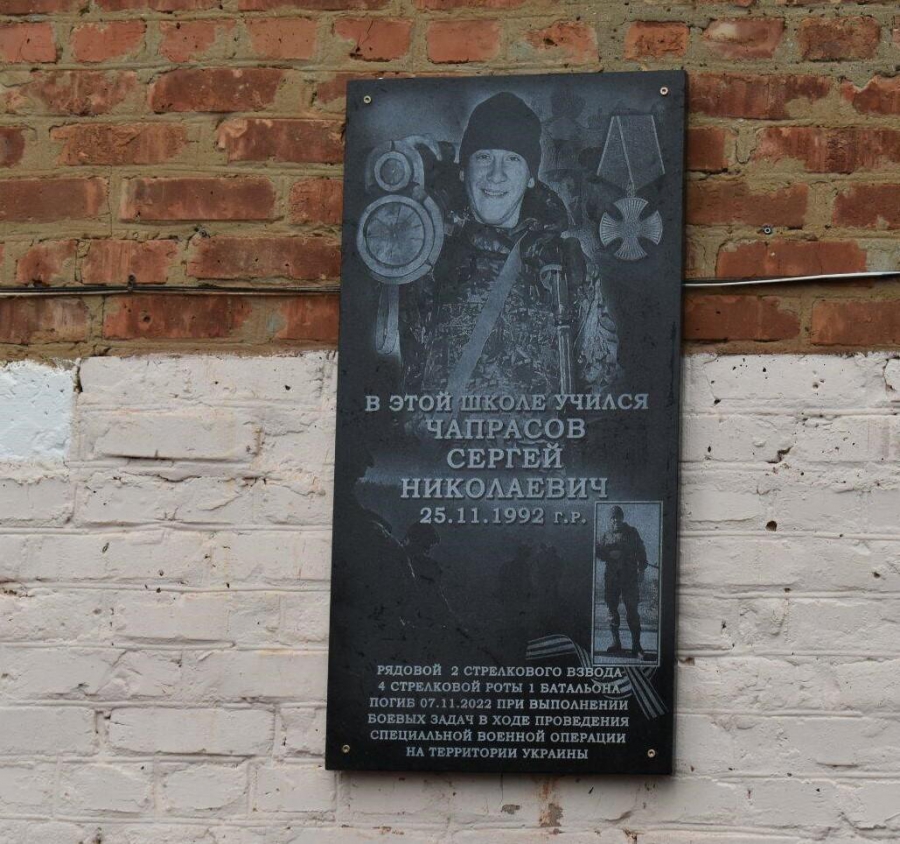 В ЭТОЙ ШКОЛЕ УЧИЛСЯ
ЧАПРАСОВ
СЕРГЕЙ
НИКОЛАЕВИЧ
25.11.1992 г.р.
РЯДОВОЙ 2 СТРЕЛКОВОГО ВЗВОДА
4 СТРЕЛКОВОЙ РОТЫ 1 БАТАЛЬОНА
ПОГИБ 07.11.2022 ПРИ ВЫПОЛНЕНИИ
БОЕВЫХ ЗАДАЧ В ХОДЕ ПРОВЕДЕНИЯ
СПЕЦИАЛЬНОЙ ВОЕННОЙ ОПЕРАЦИИ
НА ТЕРРИТОРИИ УКРАИНЫ